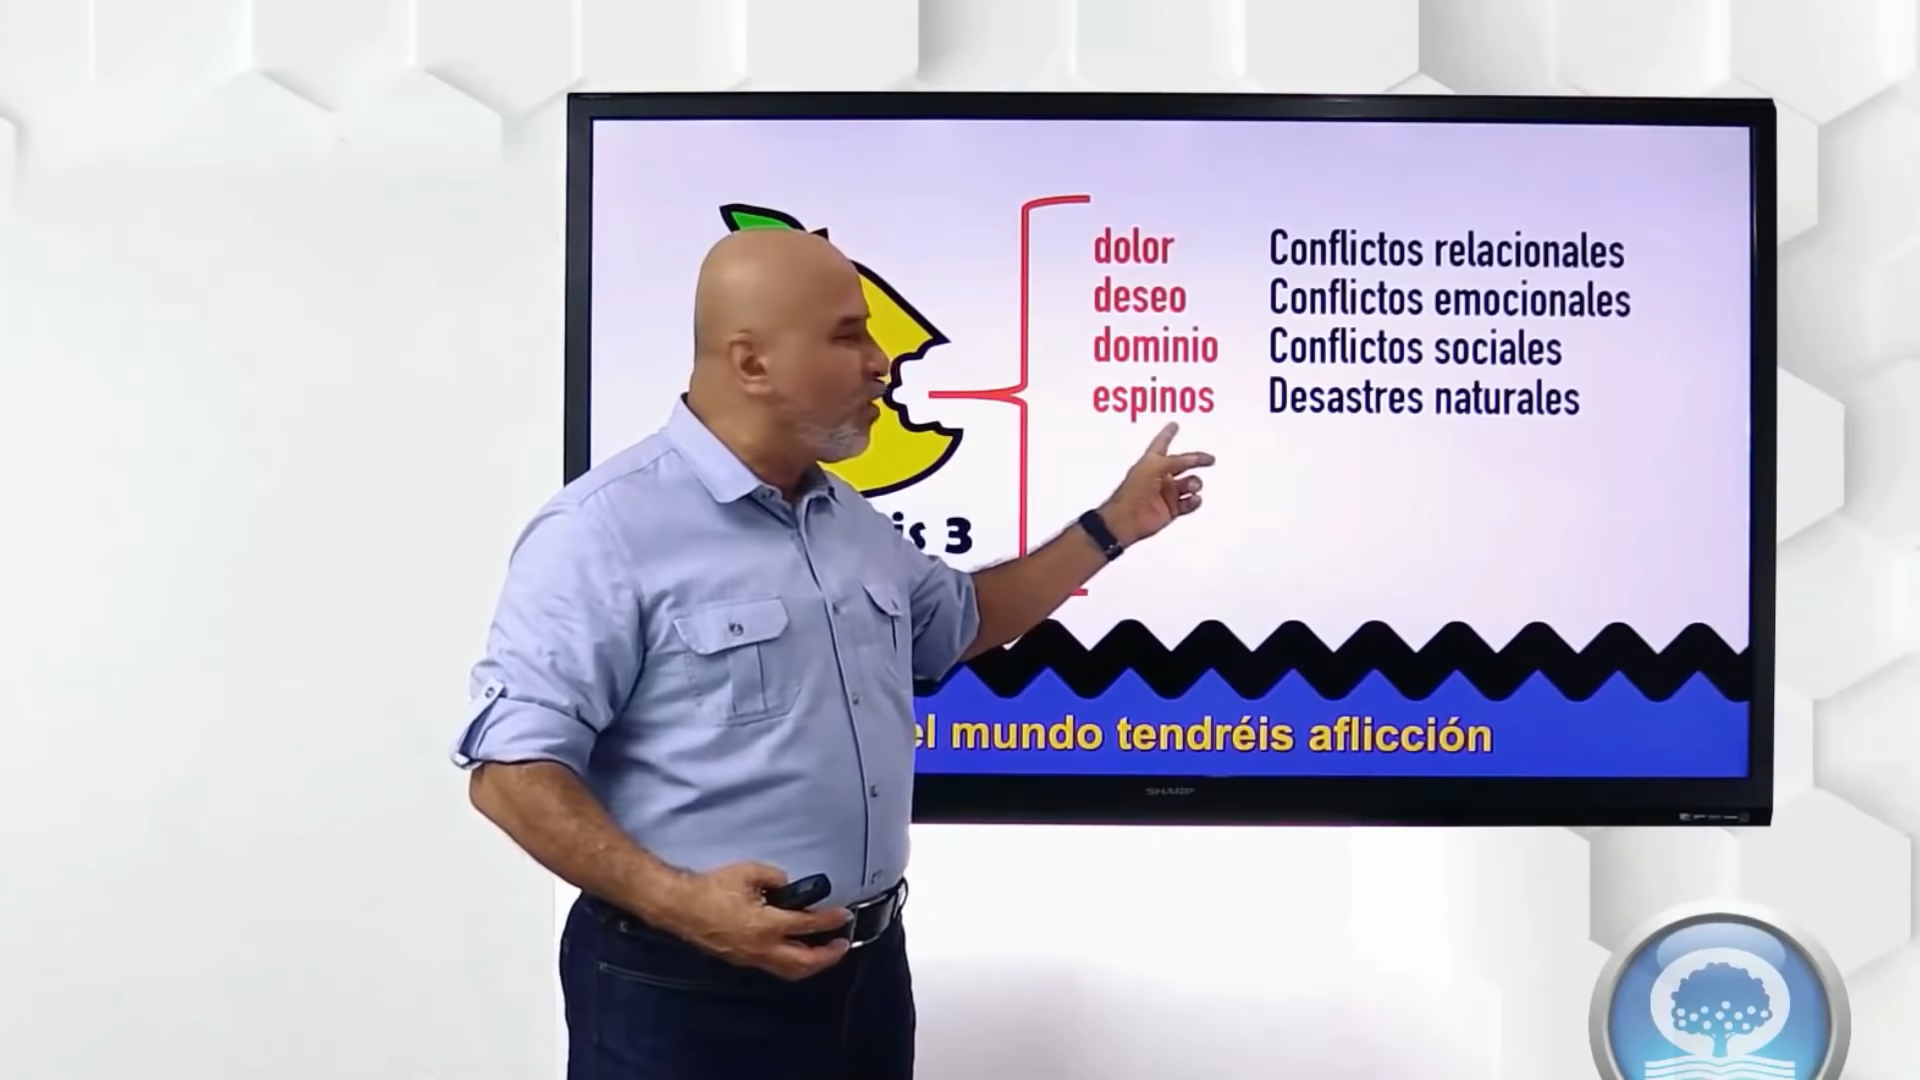 dolor Conflictos relacionales
deseo Conflictos emocionales
dominio Conflictos sociales
espinos Desastres naturales
is 3
el mundo tendréis aflicción
SHARP